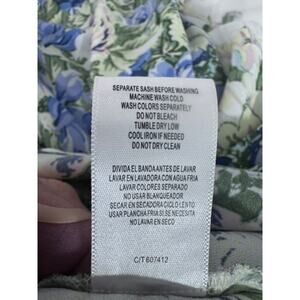 SEPARATE SASH BEFORE WASHING
MACHINE WASH COLD
WASH COLORS SEPARATELY
DO NOT BLEACH
TUMBLE DRY LOW
COOL IRON IF NEEDED
DO NOT DRY CLEAN
DIVIDA EL BANDA ANTES DE LAVAR
LAVAR EN LAVADORA CON AGUA FRIA
LAVAR COLORES SEPARADO
NO USAR BLANQUEADOR
SECAR EN SECADORA CICLO LENTO
USAR PLANCHA FRIA SI SE NECESITA
NO LAVAR EN SECO
C/T 607412